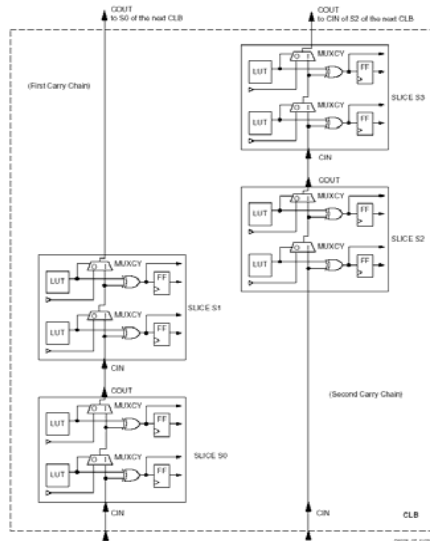 COUT
to S0 of the next CLB
COUT
to CIN of S2 of the next CLB
(First Carry Chain)
O I MUXCY
LUT
FF
O I MUXCY
LUT
FF
SLICE S3
CIN
COUT
O I MUXCY
LUT
FF
O I MUXCY
LUT
FF
SLICE S2
O I MUXCY
LUT
FF
O I MUXCY
LUT
FF
SLICE S1
CIN
COUT
(Second Carry Chain)
O I MUXCY
LUT
FF
O I MUXCY
LUT
FF
SLICE S0
CIN
CIN
CLB